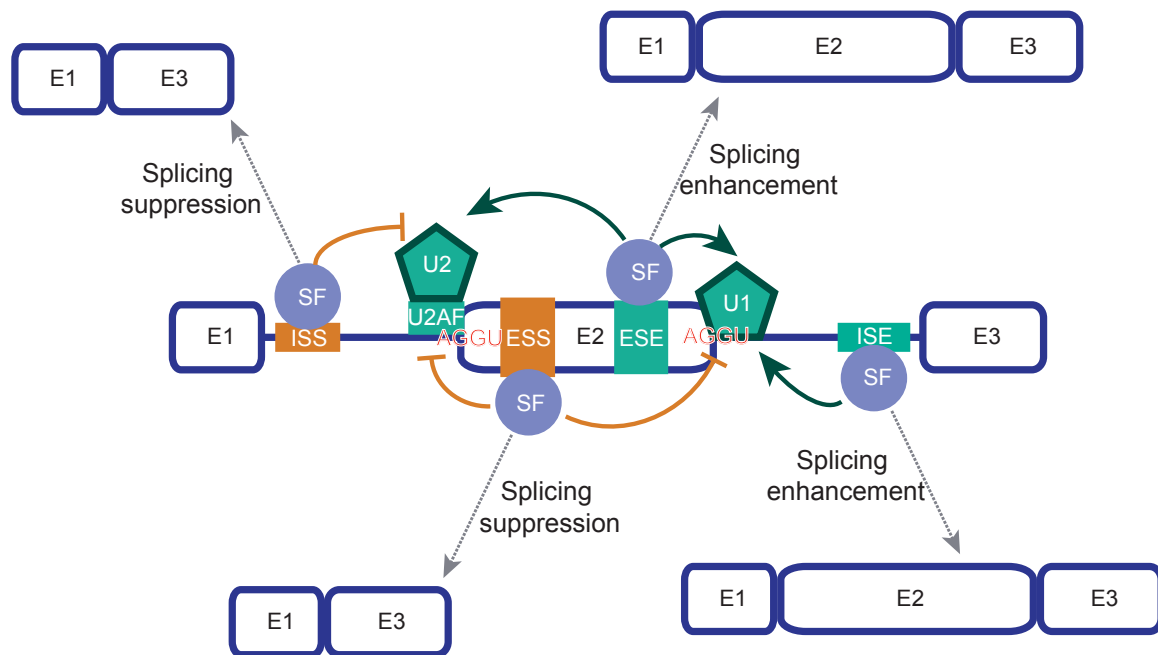 E1 E2 E3
E1 E3
Splicing
enhancement
Splicing
suppression
U2
SF
SF
U1
U2AF
E1
ISS
AGGU
ESS
E2
ESE
AGGU
ISE
E3
SF
SF
Splicing
enhancement
Splicing
suppression
E1 E2 E3
E1 E3